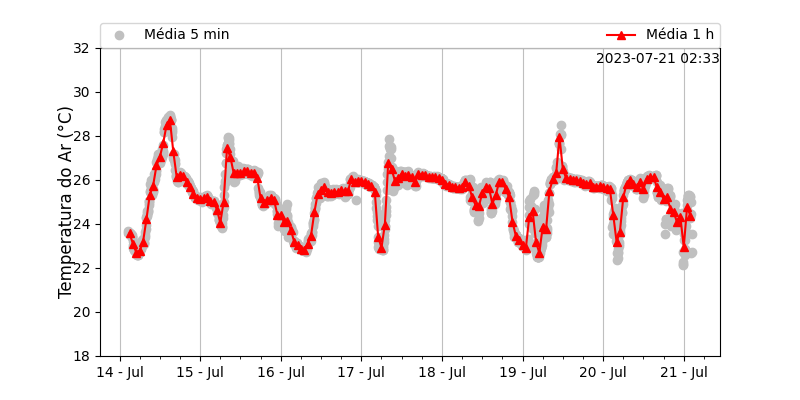 Média 5 min
Média 1 h
2023-07-21 02:33
Temperatura do Ar (°C)
32
30
28
26
24
22
20
18
14 - Jul
15 - Jul
16 - Jul
17 - Jul
18 - Jul
19 - Jul
20 - Jul
21 - Jul